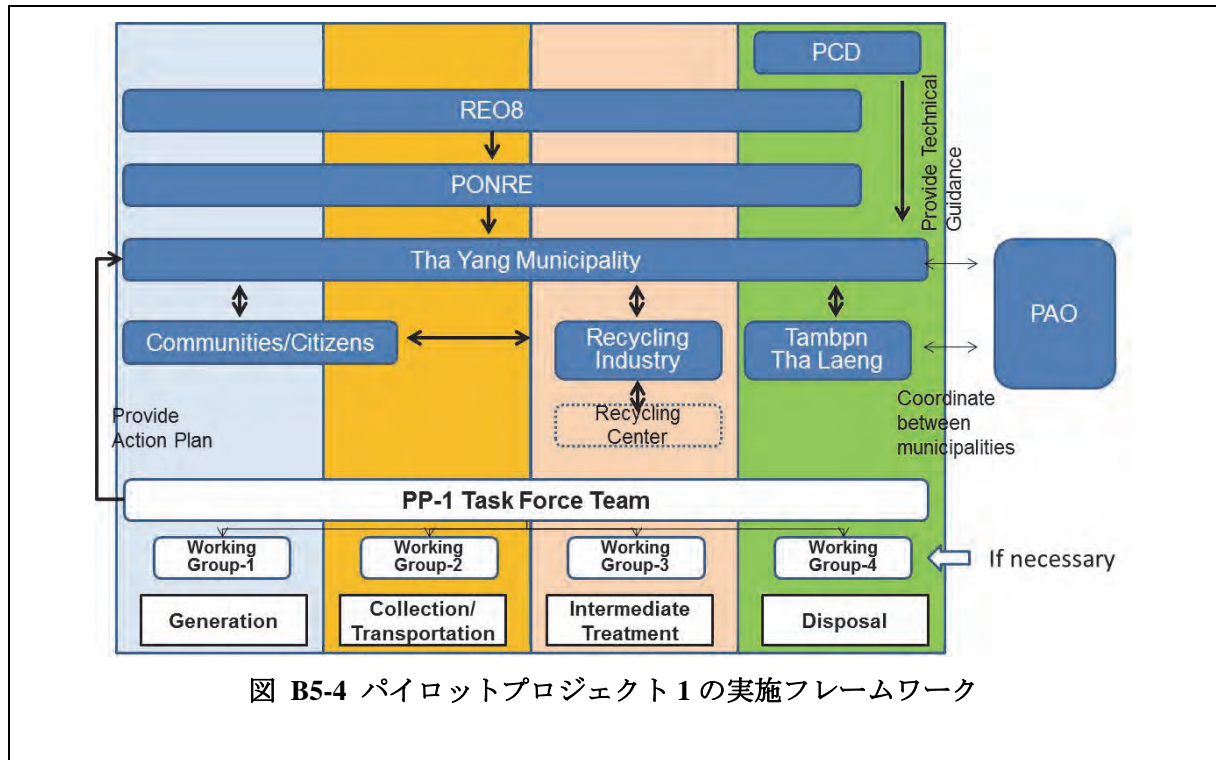 PCD
REO8
Provide Technical
Guidance
PONRE
Tha Yang Municipality
PAO
Communities/Citizens
Recycling
Industry
Tambpn
Tha Laeng
Recycling
Center
Provide
Action Plan
Coordinate
between
municipalities
PP-1 Task Force Team
Working
Group-1
Working
Group-2
Working
Group-3
Working
Group-4
If necessary
Generation
Collection/
Transportation
Intermediate
Treatment
Disposal
図 B5-4 パイロットプロジェクト1の実施フレームワーク